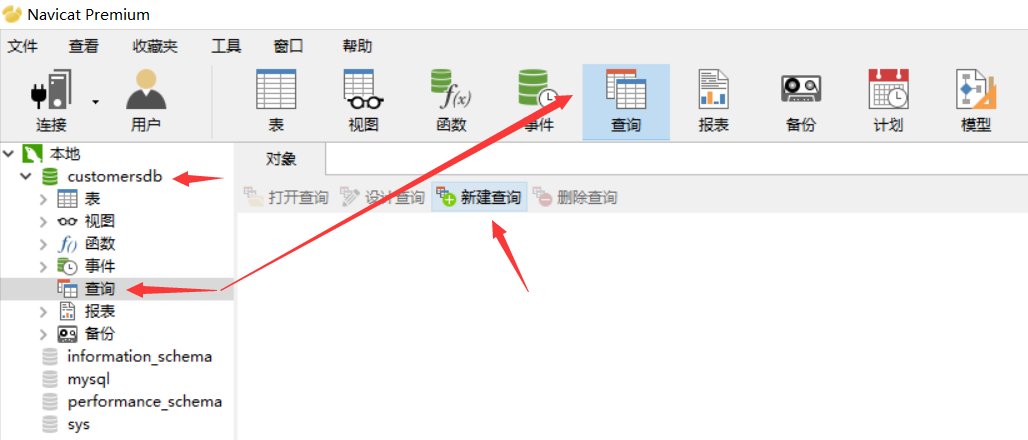 Navicat Premium
文件 查看 收藏夹 工具 窗口 帮助
连接 用户 表 视图 函数 事件 查询 报表 备份 计划 模型
本地
对象
customersdb
表
打开查询 设计查询 新建查询 删除查询
视图
函数
事件
查询
报表
备份
information_schema
mysql
performance_schema
sys